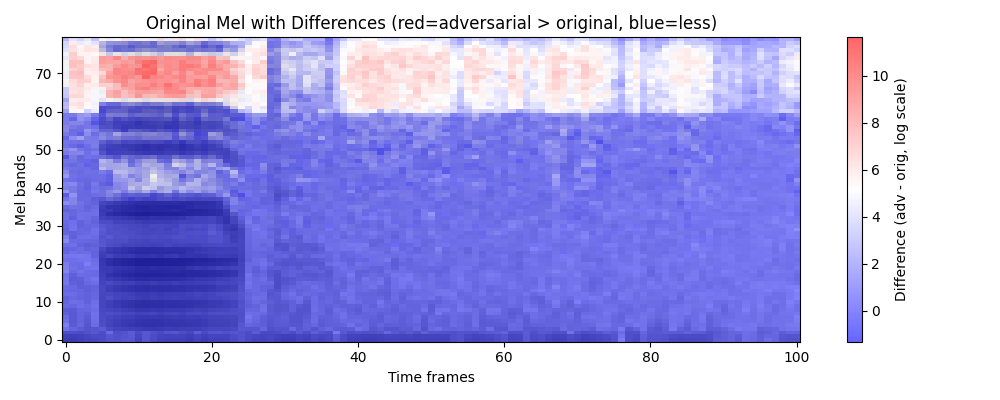 Original Mel with Differences (red=adversarial > original, blue=less)
Mel bands
70
60
50
40
30
20
10
0
0 20 40 60 80 100
Time frames
10
8
6
4
2
0
Difference (adv - orig, log scale)